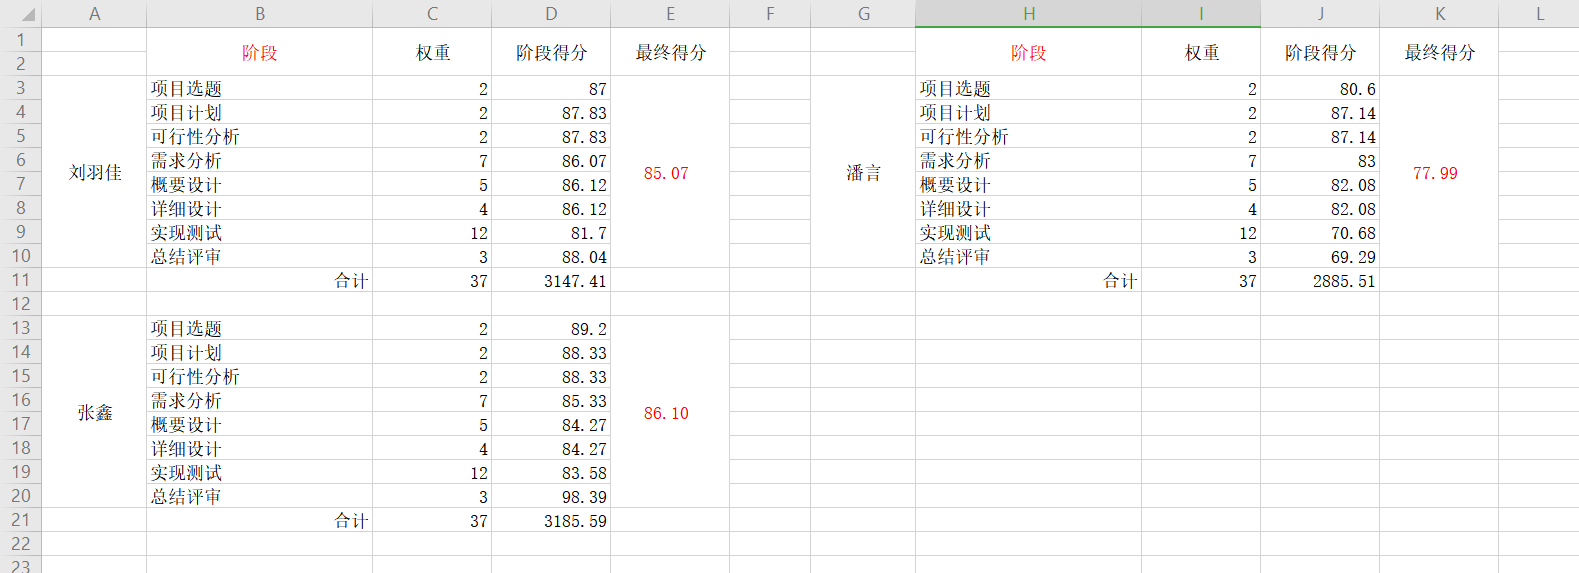 A B C D E F G H I J K L
1 阶段 权重 阶段得分 最终得分 阶段 权重 阶段得分 最终得分
2
3 项目选题 2 87 项目选题 2 80.6
4 项目计划 2 87.83 项目计划 2 87.14
5 可行性分析 2 87.83 可行性分析 2 87.14
6 需求分析 7 86.07 需求分析 7 83
刘羽佳 85.07 潘言 77.99
7 概要设计 5 86.12 概要设计 5 82.08
8 详细设计 4 86.12 详细设计 4 82.08
9 实现测试 12 81.7 实现测试 12 70.68
10 总结评审 3 88.04 总结评审 3 69.29
11 合计 37 3147.41 合计 37 2885.51
12
13 项目选题 2 89.2
14 项目计划 2 88.33
15 可行性分析 2 88.33
16 需求分析 7 85.33
张鑫 86.10
17 概要设计 5 84.27
18 详细设计 4 84.27
19 实现测试 12 83.58
20 总结评审 3 98.39
21 合计 37 3185.59
22
23